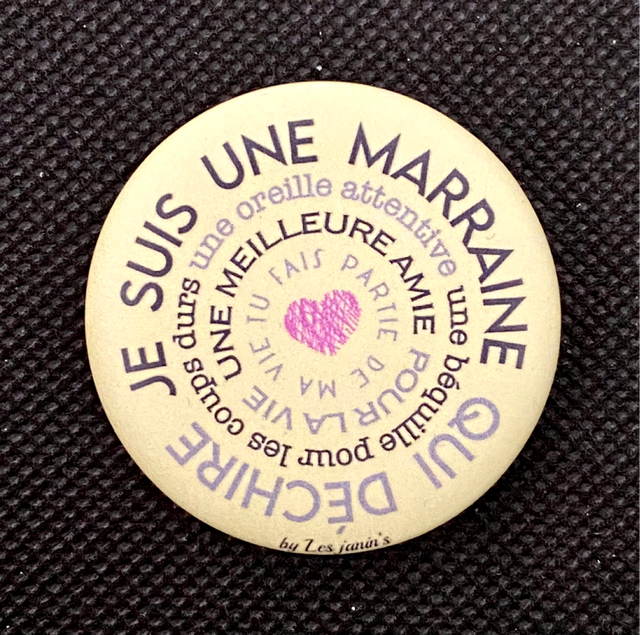 JE SUIS UNE MARRAINE QUI DÉCHIRE
une oreille attentive une béquille pour les coups durs
UNE MEILLEURE AMIE POUR LA VIE
TU FAIS PARTIE DE MA VIE
by Les janin's